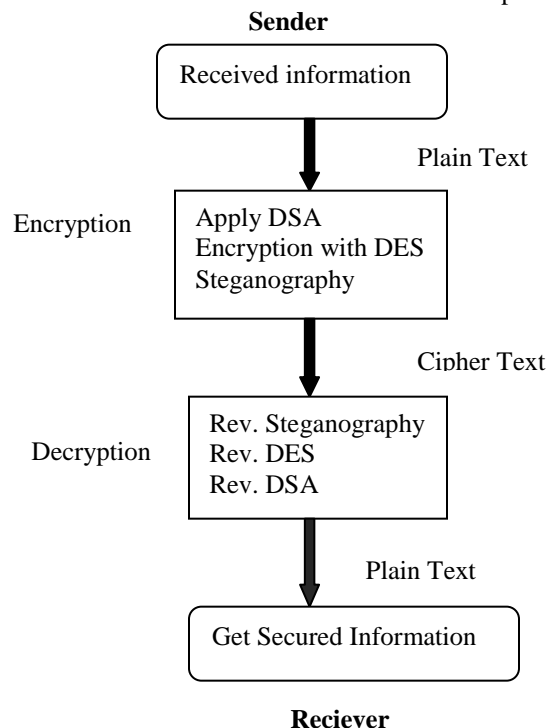 Sender
Received information
Plain Text
Encryption
Apply DSA
Encryption with DES
Steganography
Cipher Text
Decryption
Rev. Steganography
Rev. DES
Rev. DSA
Plain Text
Get Secured Information
Reciever